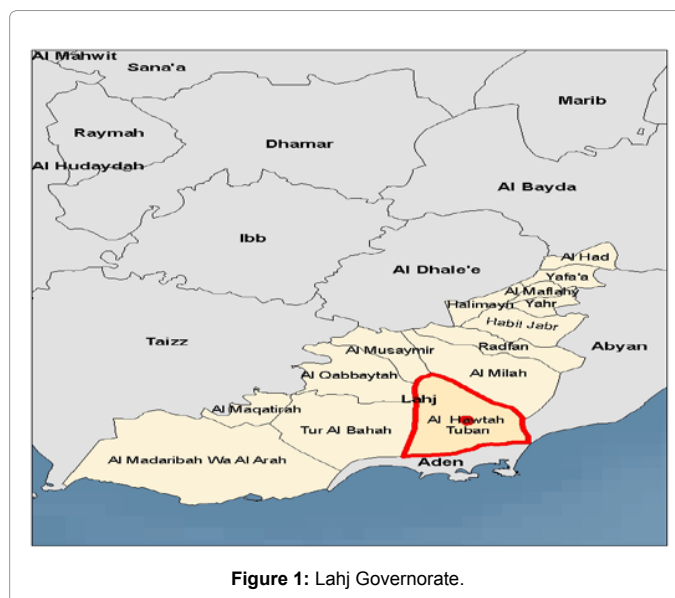 Al Mahwit
Sana'a
Marib
Raymah
Dhamar
Al Hudaydah
Al Bayda
Ibb
Al Had
Al Dhale'e
Yafa'a
Al Maflahy
Halimayn Yahr
Habil Jabr
Taizz
Radfan
Abyan
Al Musaymir
Al Qabbaytah
Al Milah
Lahj
Al Maqatirah
Al Hawtah
Tur Al Bahah
Tuban
Al Madaribah Wa Al Arah
Aden
Figure 1: Lahj Governorate.